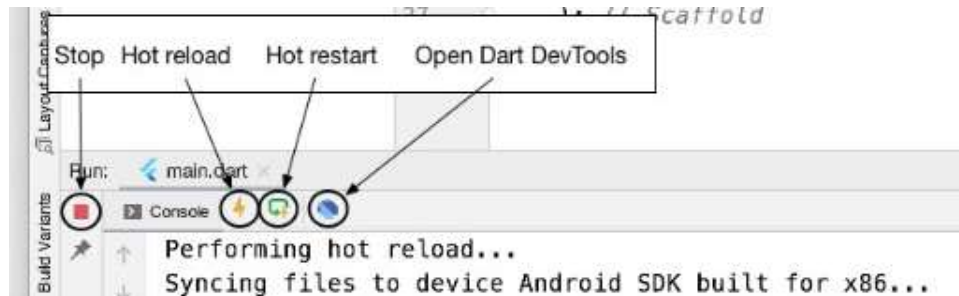 ); // Scaffold
Stop Hot reload Hot restart Open Dart DevTools
Layout Captures
Run: main.dart
Build Variants
Console
Performing hot reload...
Syncing files to device Android SDK built for x86...